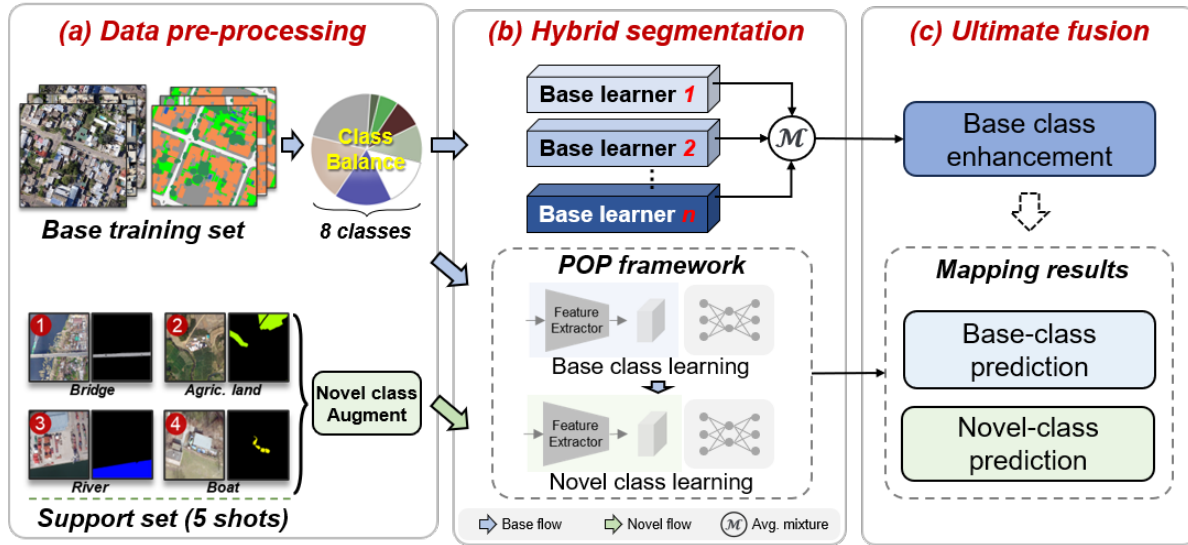 (a) Data pre-processing
Class
Balance
Base training set
8 classes
1
Bridge
2
Agric. land
3
River
4
Boat
Novel class
Augment
Support set (5 shots)
(b) Hybrid segmentation
Base learner 1
Base learner 2
Base learner n
M
POP framework
Feature
Extractor
Base class learning
Feature
Extractor
Novel class learning
Base flow
Novel flow
M Avg. mixture
(c) Ultimate fusion
Base class
enhancement
Mapping results
Base-class
prediction
Novel-class
prediction